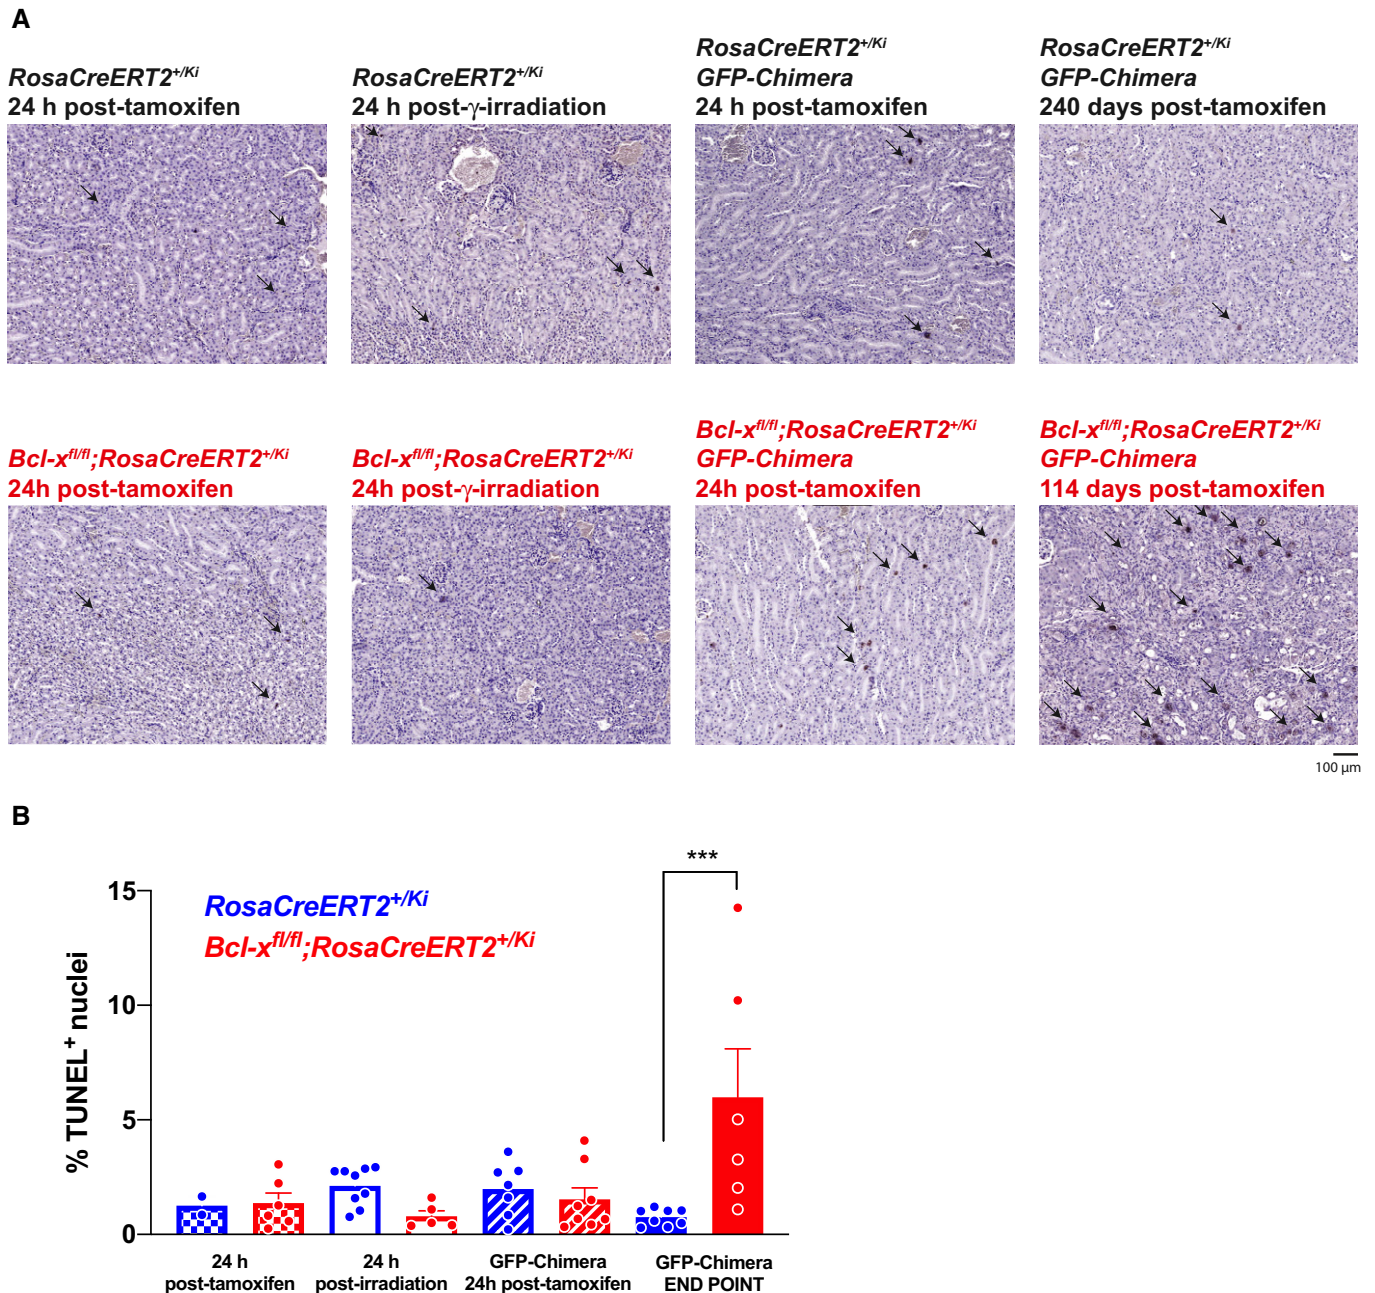 A
RosaCreERT2+/Ki
24 h post-tamoxifen
RosaCreERT2+/Ki
24 h post-γ-irradiation
RosaCreERT2+/Ki
GFP-Chimera
24 h post-tamoxifen
RosaCreERT2+/Ki
GFP-Chimera
240 days post-tamoxifen
Bcl-xfl/fl;RosaCreERT2+/Ki
24h post-tamoxifen
Bcl-xfl/fl;RosaCreERT2+/Ki
24h post-γ-irradiation
Bcl-xfl/fl;RosaCreERT2+/Ki
GFP-Chimera
24h post-tamoxifen
Bcl-xfl/fl;RosaCreERT2+/Ki
GFP-Chimera
114 days post-tamoxifen
100 µm
B
***
RosaCreERT2+/Ki
Bcl-xfl/fl;RosaCreERT2+/Ki
% TUNEL+ nuclei
15
10
5
0
24 h
post-tamoxifen
24 h
post-irradiation
GFP-Chimera
24h post-tamoxifen
GFP-Chimera
END POINT